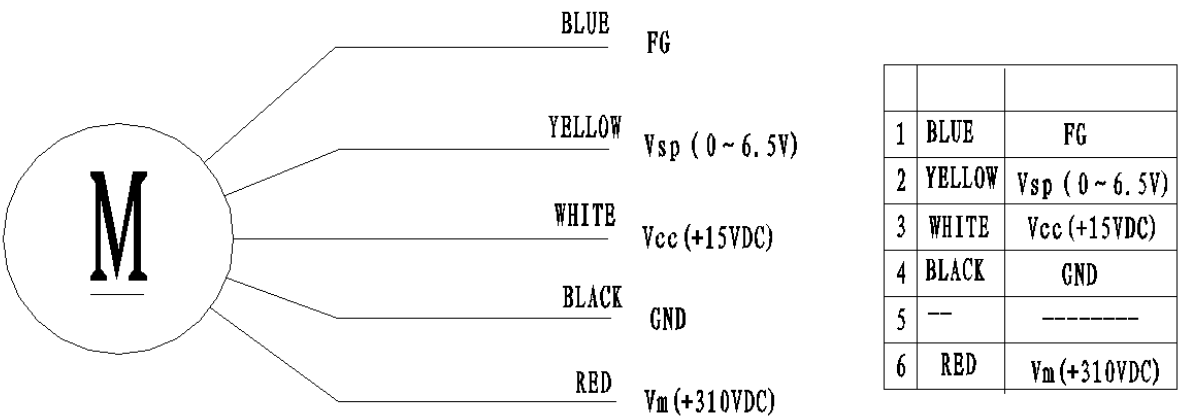 BLUE FG
YELLOW Vsp (0~6.5V)
WHITE Vcc(+15VDC)
BLACK GND
RED Vm(+310VDC)
M
1 BLUE FG
2 YELLOW Vsp (0~6.5V)
3 WHITE Vcc(+15VDC)
4 BLACK GND
5 -- --------
6 RED Vm(+310VDC)